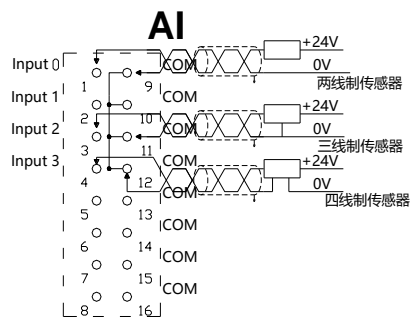 AI
+24V
Input 0
COM
0V
1
9
两线制传感器
Input 1
COM
+24V
2
10
Input 2
COM
0V
3
11
三线制传感器
Input 3
COM
+24V
4
12
COM
0V
四线制传感器
5
13
COM
6
14
COM
7
15
COM
8
16